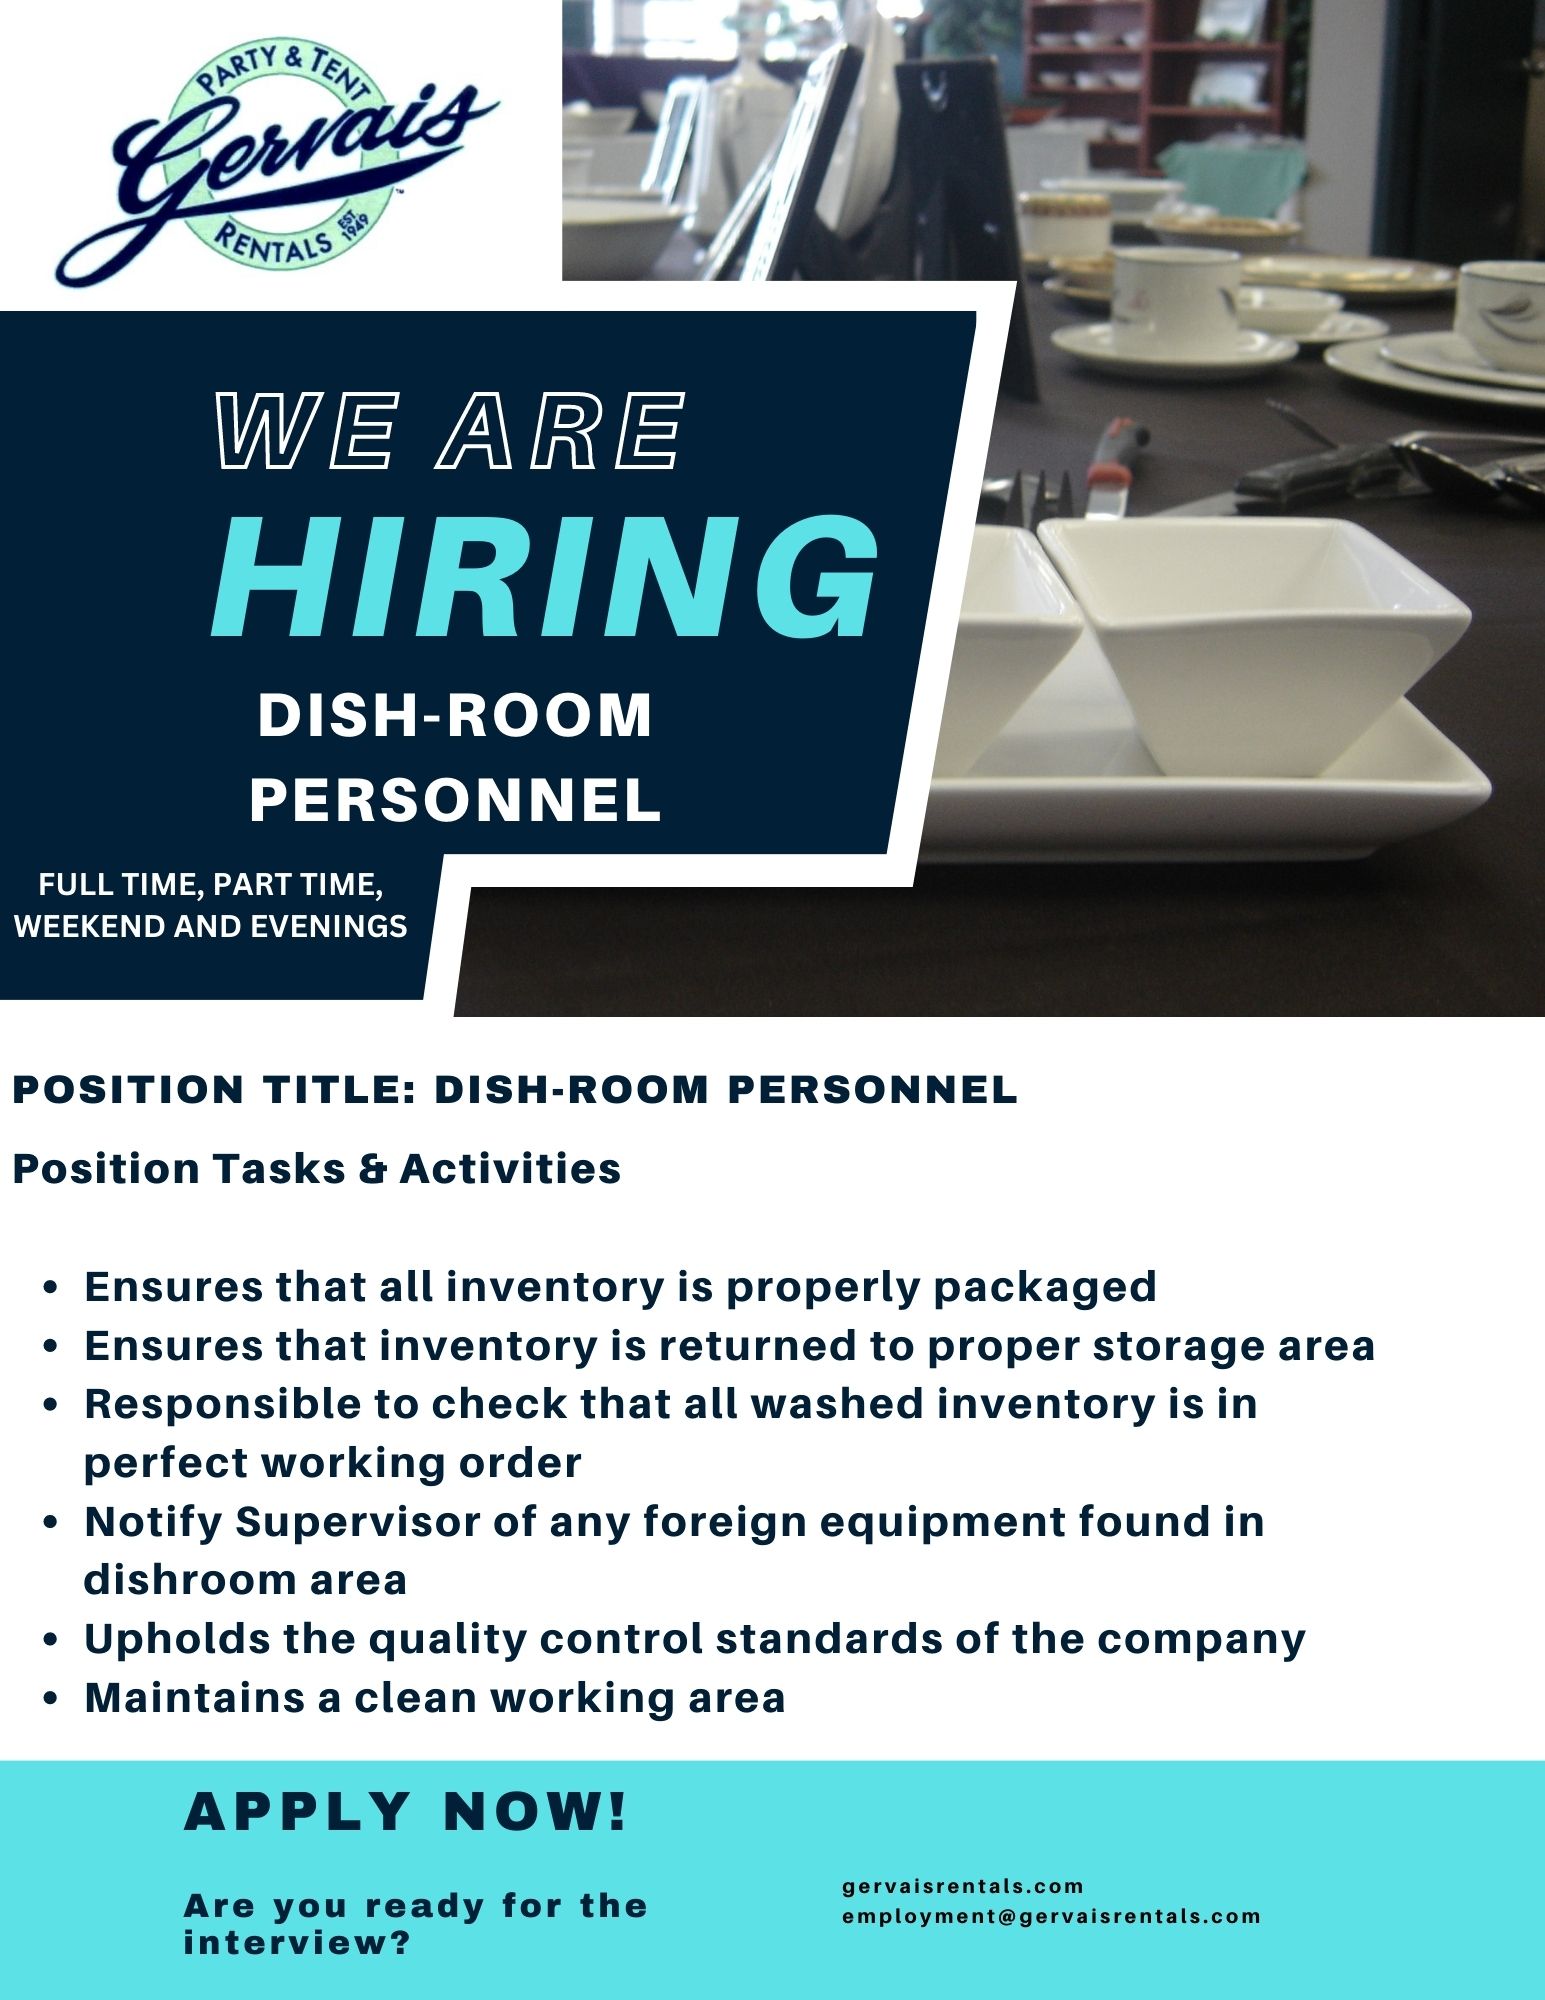 PARTY & TENT
Gervais
RENTALS
EST.
1949
™
WE ARE
HIRING
DISH-ROOM
PERSONNEL
FULL TIME, PART TIME,
WEEKEND AND EVENINGS
POSITION TITLE: DISH-ROOM PERSONNEL
Position Tasks & Activities
• Ensures that all inventory is properly packaged
• Ensures that inventory is returned to proper storage area
• Responsible to check that all washed inventory is in
perfect working order
• Notify Supervisor of any foreign equipment found in
dishroom area
• Upholds the quality control standards of the company
• Maintains a clean working area
APPLY NOW!
Are you ready for the
interview?
gervaisrentals.com
employment@gervaisrentals.com